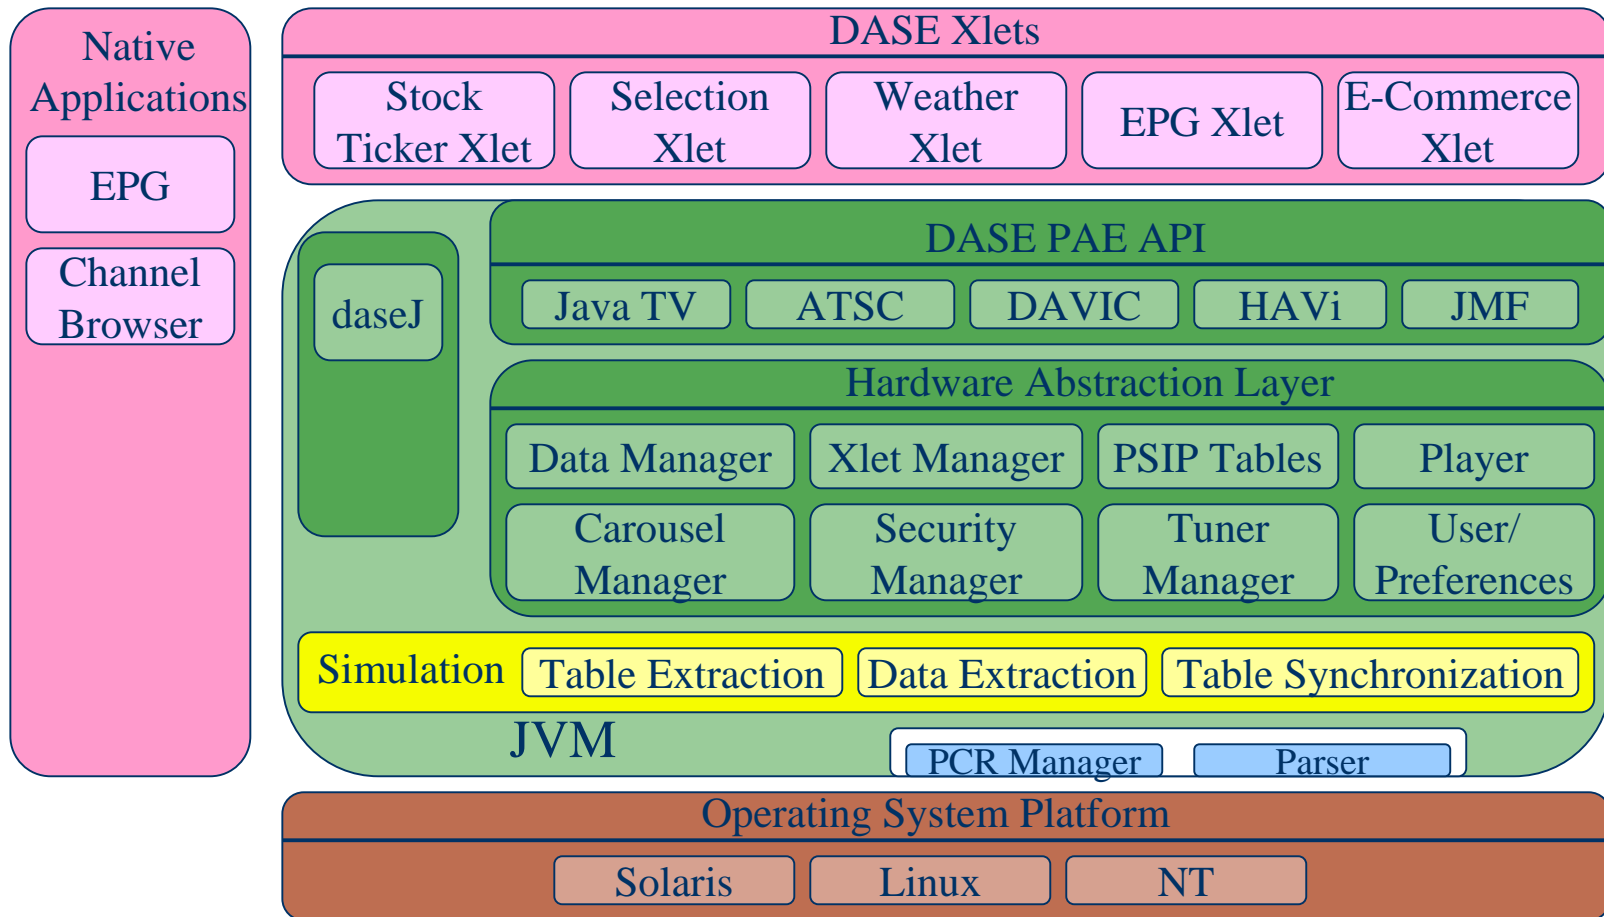 Native
Applications
EPG
Channel
Browser
DASE Xlets
Stock
Ticker Xlet
Selection
Xlet
Weather
Xlet
EPG Xlet
E-Commerce
Xlet
daseJ
DASE PAE API
Java TV
ATSC
DAVIC
HAVi
JMF
Hardware Abstraction Layer
Data Manager
Xlet Manager
PSIP Tables
Player
Carousel
Manager
Security
Manager
Tuner
Manager
User/
Preferences
Simulation
Table Extraction
Data Extraction
Table Synchronization
JVM
PCR Manager
Parser
Operating System Platform
Solaris
Linux
NT